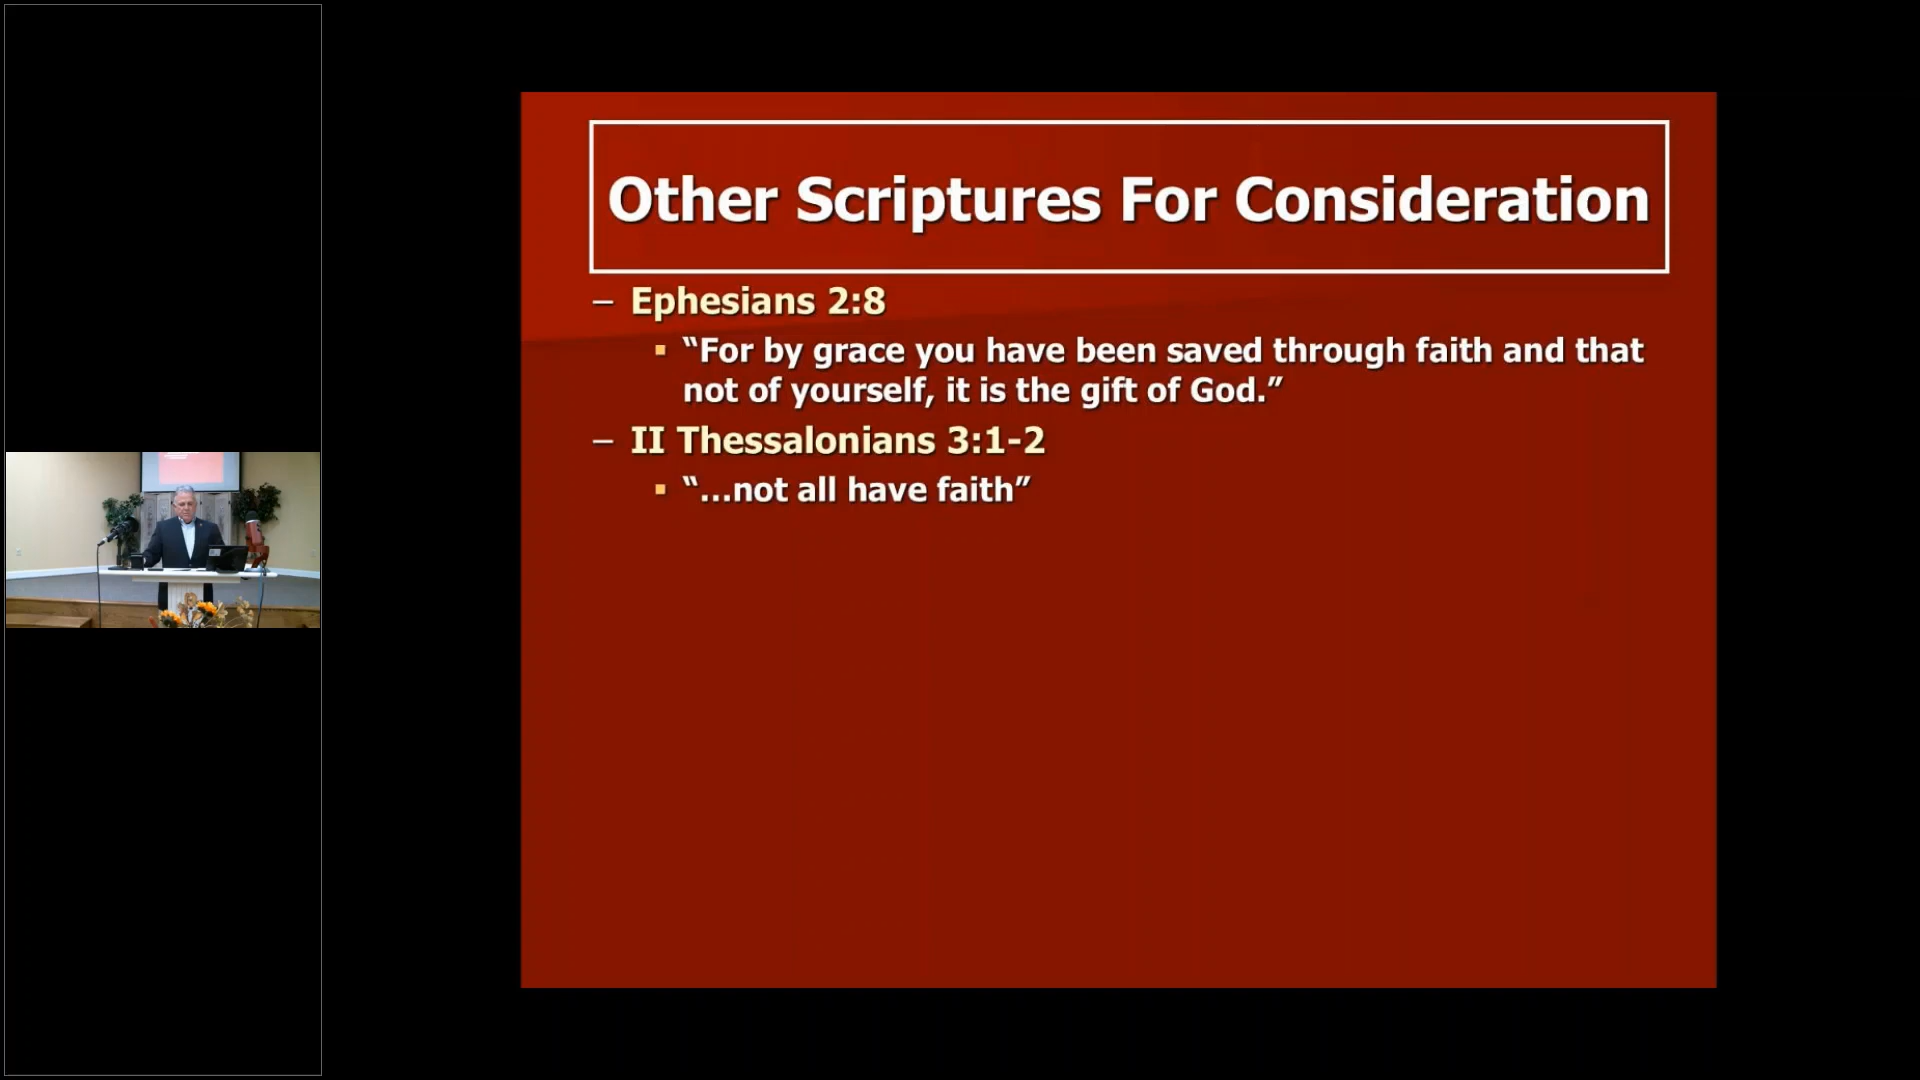 Other Scriptures For Consideration
– Ephesians 2:8
▪ “For by grace you have been saved through faith and that
not of yourself, it is the gift of God.”
– II Thessalonians 3:1-2
▪ “…not all have faith”